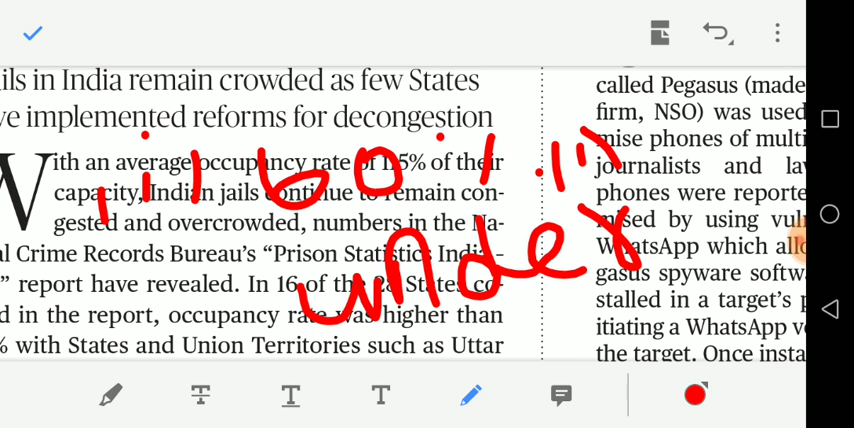 ils in India remain crowded as few States
ve implemented reforms for decongestion
With an average occupancy rate of 115% of their
capacity, Indian jails continue to remain con-
gested and overcrowded, numbers in the Na-
al Crime Records Bureau's "Prison Statistics India -
" report have revealed. In 16 of the 28 States co-
d in the report, occupancy rate was higher than
% with States and Union Territories such as Uttar
called Pegasus (made
firm, NSO) was used
mise phones of multi
journalists and la
phones were reporte
mised by using vuln
WhatsApp which allo
gasus spyware softw
stalled in a target's p
itiating a WhatsApp v
the target. Once insta
under